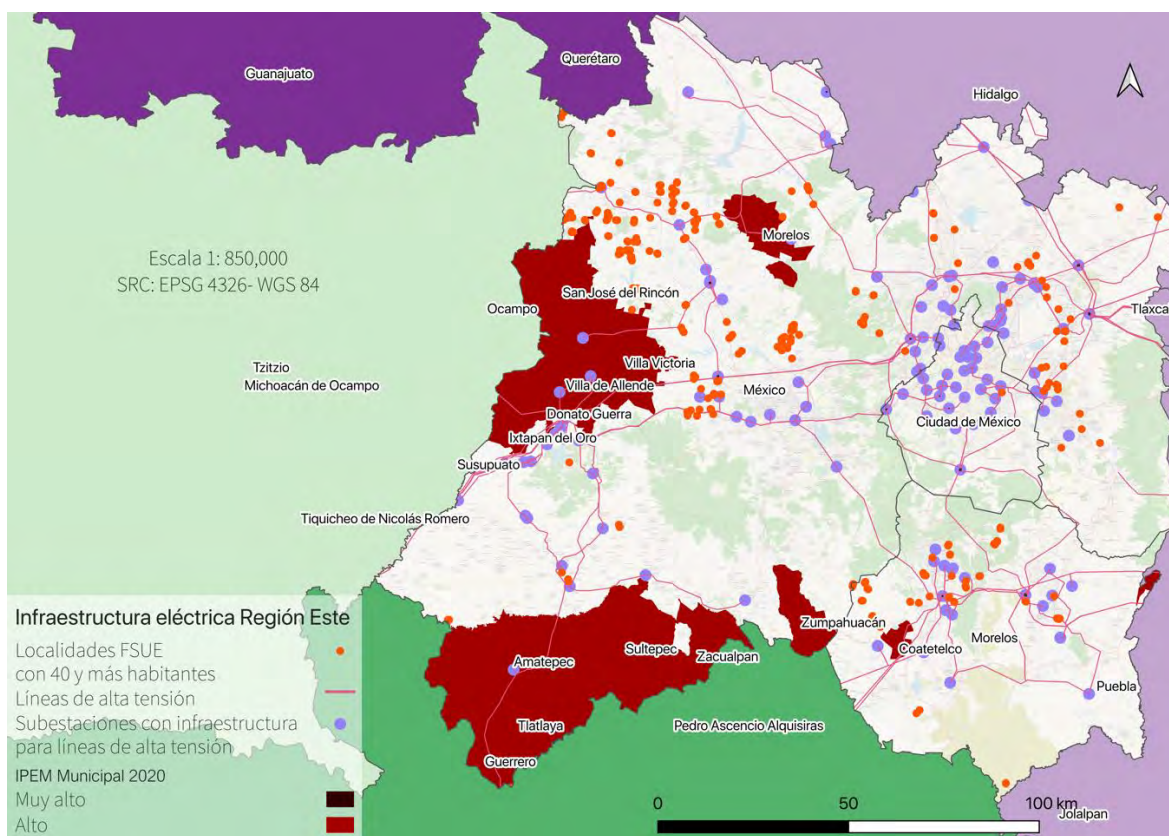 Guanajuato
Querétaro
Hidalgo
Morelos
Escala 1: 850,000
SRC: EPSG 4326- WGS 84
San José del Rincón
Ocampo
Tlaxca
Tzitzio
Michoacán de Ocampo
Villa Victoria
Villa de Allende
México
Donato Guerra
Ciudad de México
Ixtapan del Oro
Susupuato
Tiquicheo de Nicolás Romero
Infraestructura eléctrica Región Este
Localidades FSUE
con 40 y más habitantes
Líneas de alta tensión
Subestaciones con infraestructura
para líneas de alta tensión
IPEM Municipal 2020
Muy alto
Alto
Zumpahuacán
Morelos
Sultepec
Coatetelco
Zacualpan
Amatepec
Puebla
Tlatlaya
Pedro Ascencio Alquisiras
Guerrero
0 50 100 km
Jolalpan